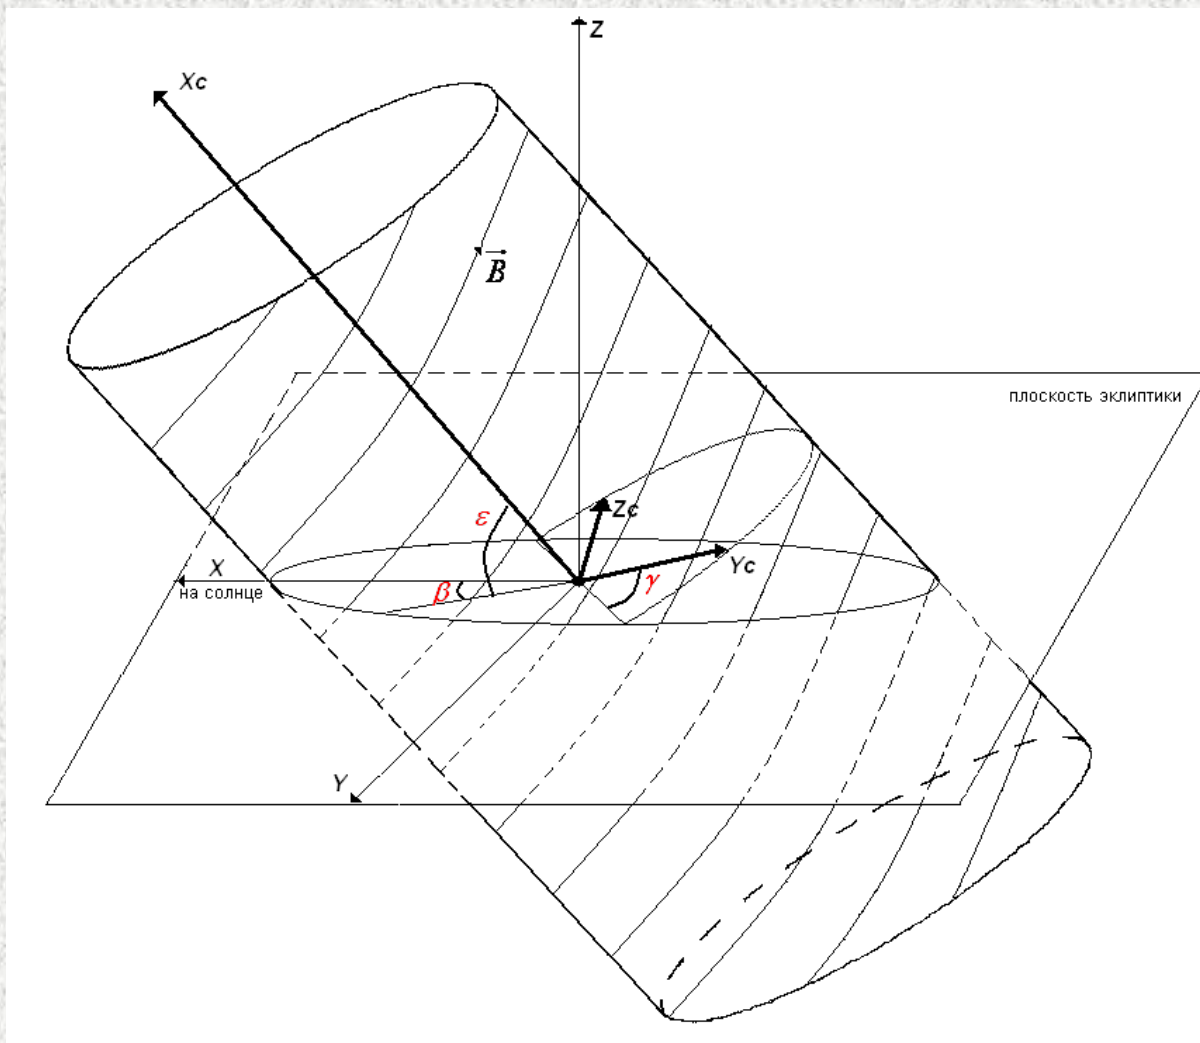 Z
Xc
B
плоскость эклиптики
ε
Zc
Yc
X
на солнце
β
γ
Y